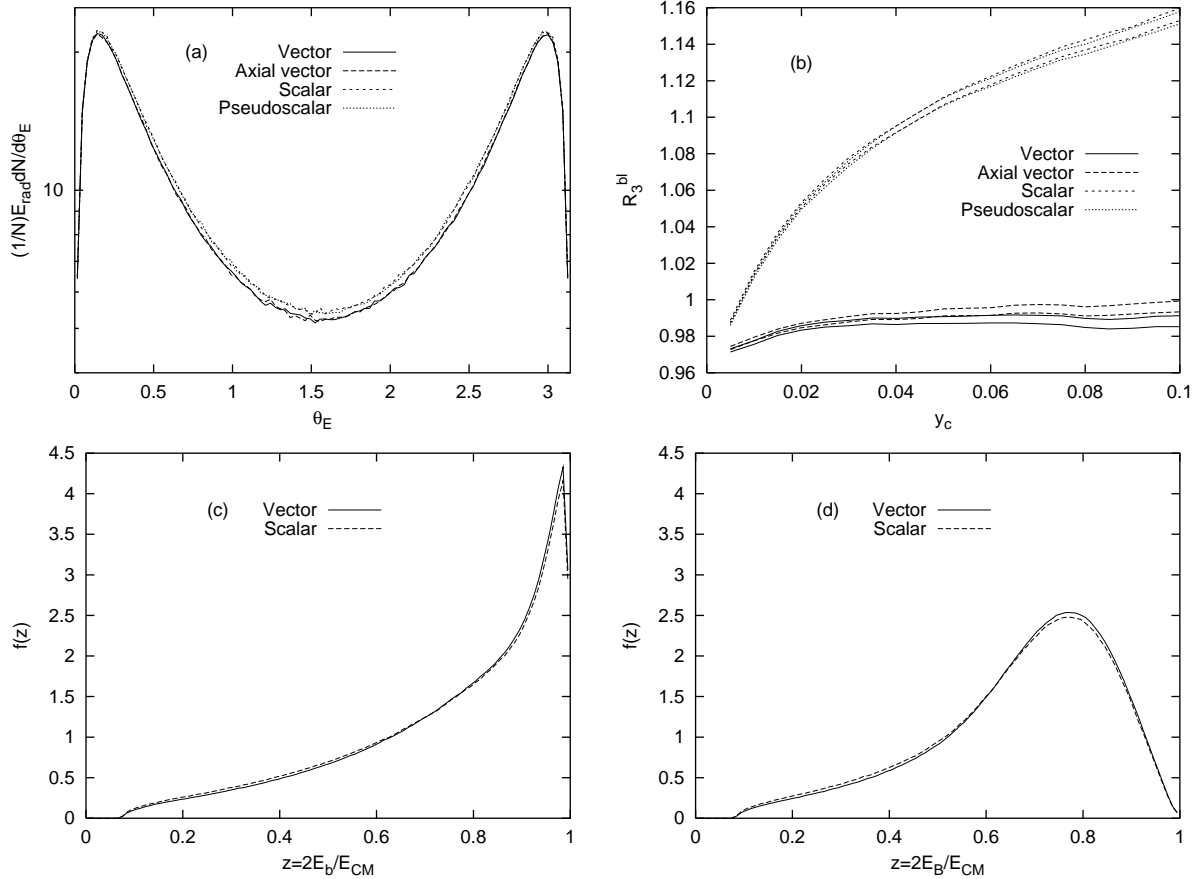 (a)
Vector
Axial vector
Scalar
Pseudoscalar
(1/N)E_rad dN/dθ_E
10
0 0.5 1 1.5 2 2.5 3
θ_E
(b)
Vector
Axial vector
Scalar
Pseudoscalar
R_3^bl
1.16
1.14
1.12
1.1
1.08
1.06
1.04
1.02
1
0.98
0.96
0 0.02 0.04 0.06 0.08 0.1
y_c
(c)
Vector
Scalar
f(z)
4.5
4
3.5
3
2.5
2
1.5
1
0.5
0
0 0.2 0.4 0.6 0.8 1
z=2E_b/E_CM
(d)
Vector
Scalar
f(z)
4.5
4
3.5
3
2.5
2
1.5
1
0.5
0
0 0.2 0.4 0.6 0.8 1
z=2E_B/E_CM